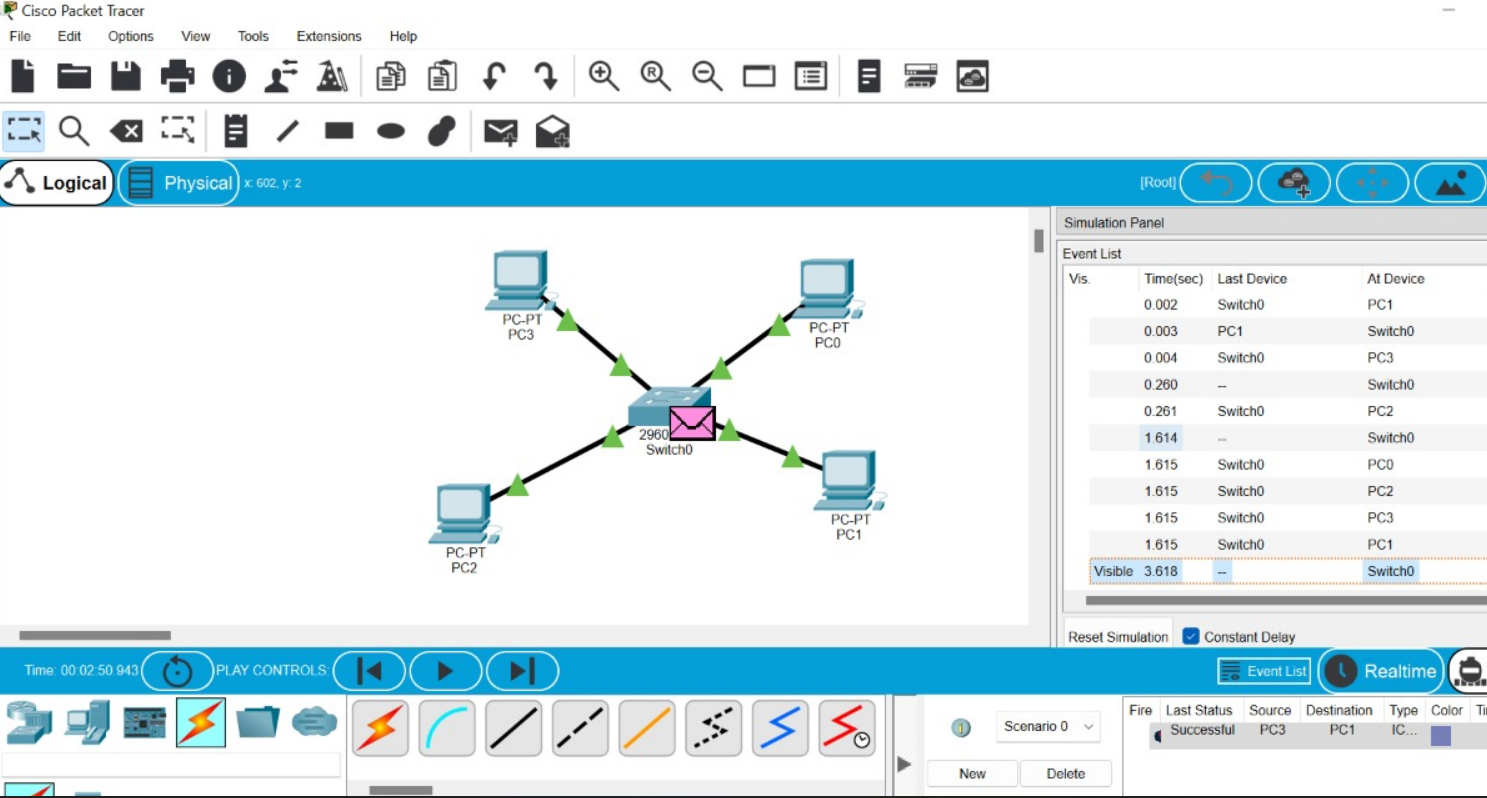 Cisco Packet Tracer
File Edit Options View Tools Extensions Help
Logical Physical x: 602, y: 2 [Root]
Simulation Panel
Event List
Vis. Time(sec) Last Device At Device
0.002 Switch0 PC1
0.003 PC1 Switch0
0.004 Switch0 PC3
0.260 -- Switch0
0.261 Switch0 PC2
1.614 -- Switch0
1.615 Switch0 PC0
1.615 Switch0 PC2
1.615 Switch0 PC3
1.615 Switch0 PC1
Visible 3.618 -- Switch0
Reset Simulation Constant Delay
PC-PT
PC3
PC-PT
PC0
2960
Switch0
PC-PT
PC1
PC-PT
PC2
Time: 00:02:50.943 PLAY CONTROLS: Event List Realtime
Scenario 0
New Delete
Fire Last Status Source Destination Type Color
Successful PC3 PC1 IC...